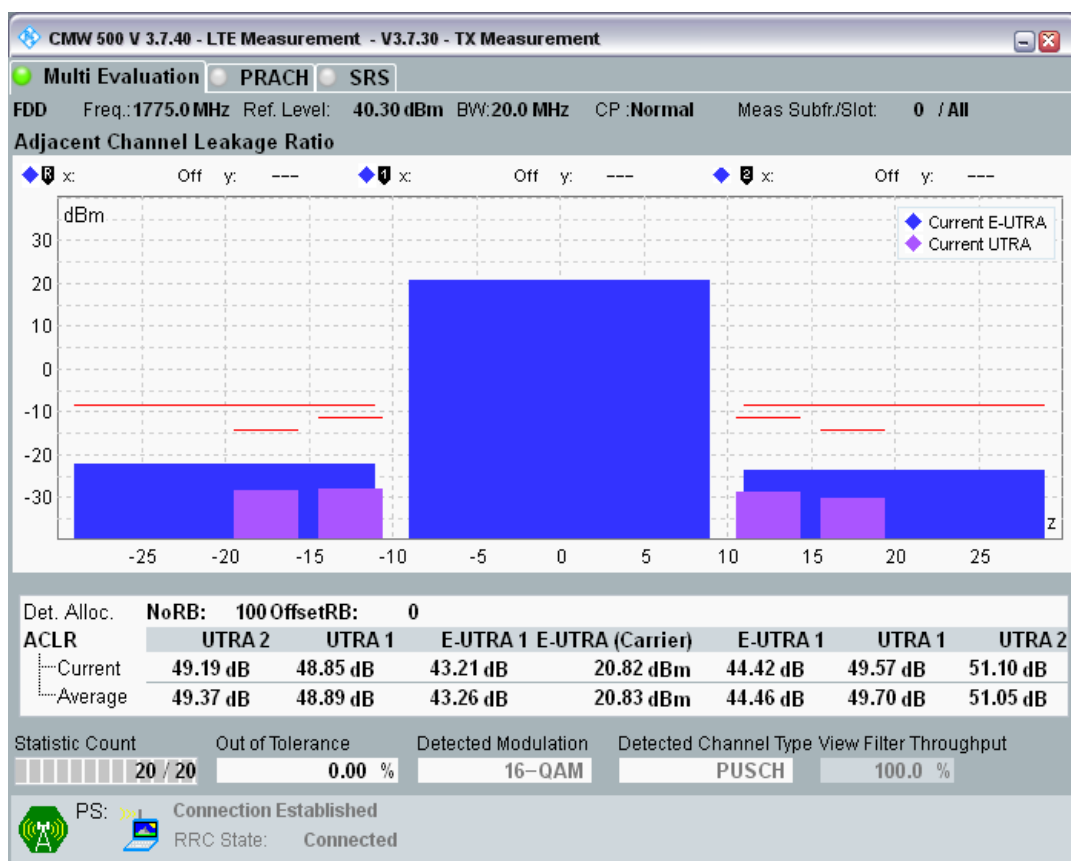 CMW 500 V 3.7.40 - LTE Measurement - V3.7.30 - TX Measurement
Multi Evaluation PRACH SRS
FDD Freq.: 1775.0 MHz Ref. Level: 40.30 dBm BW: 20.0 MHz CP : Normal Meas Subfr./Slot: 0 / All
Adjacent Channel Leakage Ratio
R x: Off y: --- 1 x: Off y: --- 2 x: Off y: ---
dBm
Current E-UTRA
Current UTRA
30
20
10
0
-10
-20
-30
z
-25 -20 -15 -10 -5 0 5 10 15 20 25
Det. Alloc. NoRB: 100 OffsetRB: 0
ACLR UTRA 2 UTRA 1 E-UTRA 1 E-UTRA (Carrier) E-UTRA 1 UTRA 1 UTRA 2
Current 49.19 dB 48.85 dB 43.21 dB 20.82 dBm 44.42 dB 49.57 dB 51.10 dB
Average 49.37 dB 48.89 dB 43.26 dB 20.83 dBm 44.46 dB 49.70 dB 51.05 dB
Statistic Count Out of Tolerance Detected Modulation Detected Channel Type View Filter Throughput
20 / 20 0.00 % 16-QAM PUSCH 100.0 %
PS: Connection Established
RRC State: Connected